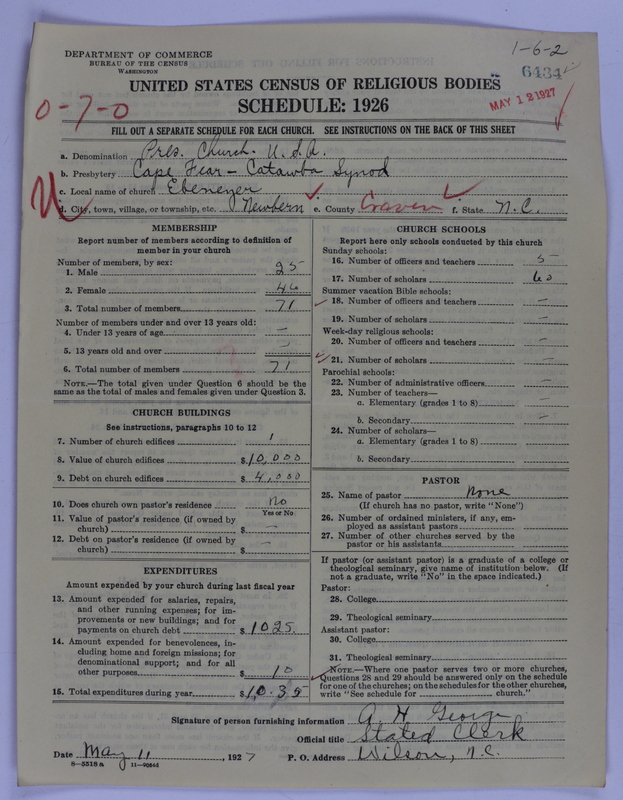 DEPARTMENT OF COMMERCE
BUREAU OF THE CENSUS
WASHINGTON
1-6-2
6434
MAY 12 1927
0-7-0
UNITED STATES CENSUS OF RELIGIOUS BODIES
SCHEDULE: 1926
FILL OUT A SEPARATE SCHEDULE FOR EACH CHURCH. SEE INSTRUCTIONS ON THE BACK OF THIS SHEET
a. Denomination Pres. Church. U.S.A.
b. Presbytery Cape Fear - Catawba Synod
c. Local name of church Ebenezer
d. City, town, village, or township, etc. Newbern e. County Craven f. State N.C.
MEMBERSHIP
Report number of members according to definition of
member in your church
Number of members, by sex:
1. Male 25
2. Female 46
3. Total number of members 71
Number of members under and over 13 years old:
4. Under 13 years of age —
5. 13 years old and over —
6. Total number of members 71
NOTE.—The total given under Question 6 should be the
same as the total of males and females given under Question 3.
CHURCH BUILDINGS
See instructions, paragraphs 10 to 12
7. Number of church edifices 1
8. Value of church edifices $10,000
9. Debt on church edifices $4,000
10. Does church own pastor's residence No
Yes or No
11. Value of pastor's residence (if owned by
church) $ —
12. Debt on pastor's residence (if owned by
church) $ —
EXPENDITURES
Amount expended by your church during last fiscal year
13. Amount expended for salaries, repairs,
and other running expenses; for im-
provements or new buildings; and for
payments on church debt $1025
14. Amount expended for benevolences, in-
cluding home and foreign missions; for
denominational support; and for all
other purposes $10
15. Total expenditures during year $1,035
CHURCH SCHOOLS
Report here only schools conducted by this church
Sunday schools:
16. Number of officers and teachers 5
17. Number of scholars 60
Summer vacation Bible schools:
18. Number of officers and teachers —
19. Number of scholars —
Week-day religious schools:
20. Number of officers and teachers —
21. Number of scholars —
Parochial schools:
22. Number of administrative officers —
23. Number of teachers—
a. Elementary (grades 1 to 8) —
b. Secondary —
24. Number of scholars—
a. Elementary (grades 1 to 8) —
b. Secondary —
PASTOR
25. Name of pastor None
(If church has no pastor, write "None")
26. Number of ordained ministers, if any, em-
ployed as assistant pastors
27. Number of other churches served by the
pastor or his assistants
If pastor (or assistant pastor) is a graduate of a college or
theological seminary, give name of institution below. (If
not a graduate, write "No" in the space indicated.)
Pastor:
28. College
29. Theological seminary
Assistant pastor:
30. College
31. Theological seminary
NOTE.—Where one pastor serves two or more churches,
Questions 28 and 29 should be answered only on the schedule
for one of the churches; on the schedules for the other churches,
write "See schedule for church."
Signature of person furnishing information A. H. George
Official title Stated Clerk
Date May 11, 1927 P. O. Address Wilson, N.C.
8-5518a